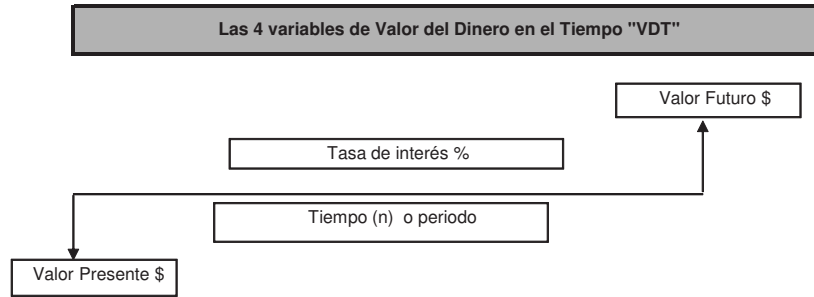 Las 4 variables de Valor del Dinero en el Tiempo "VDT"
Valor Futuro $
Tasa de interés %
Tiempo (n) o periodo
Valor Presente $